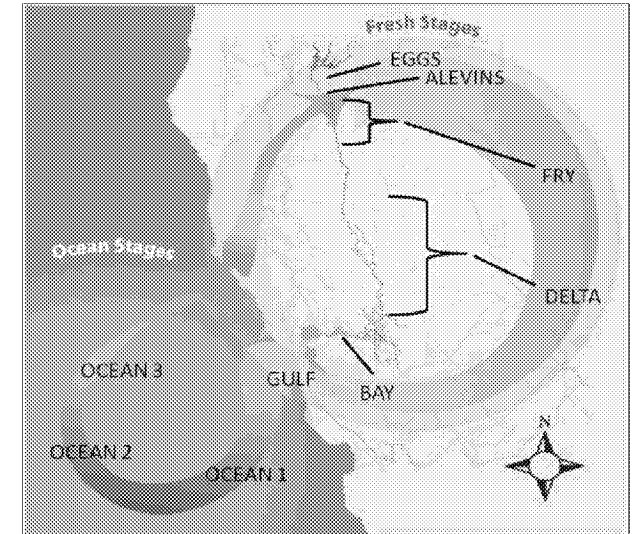 Fresh Stages
EGGS
ALEVINS
FRY
Ocean Stages
DELTA
OCEAN 3
GULF
BAY
N
OCEAN 2
OCEAN 1